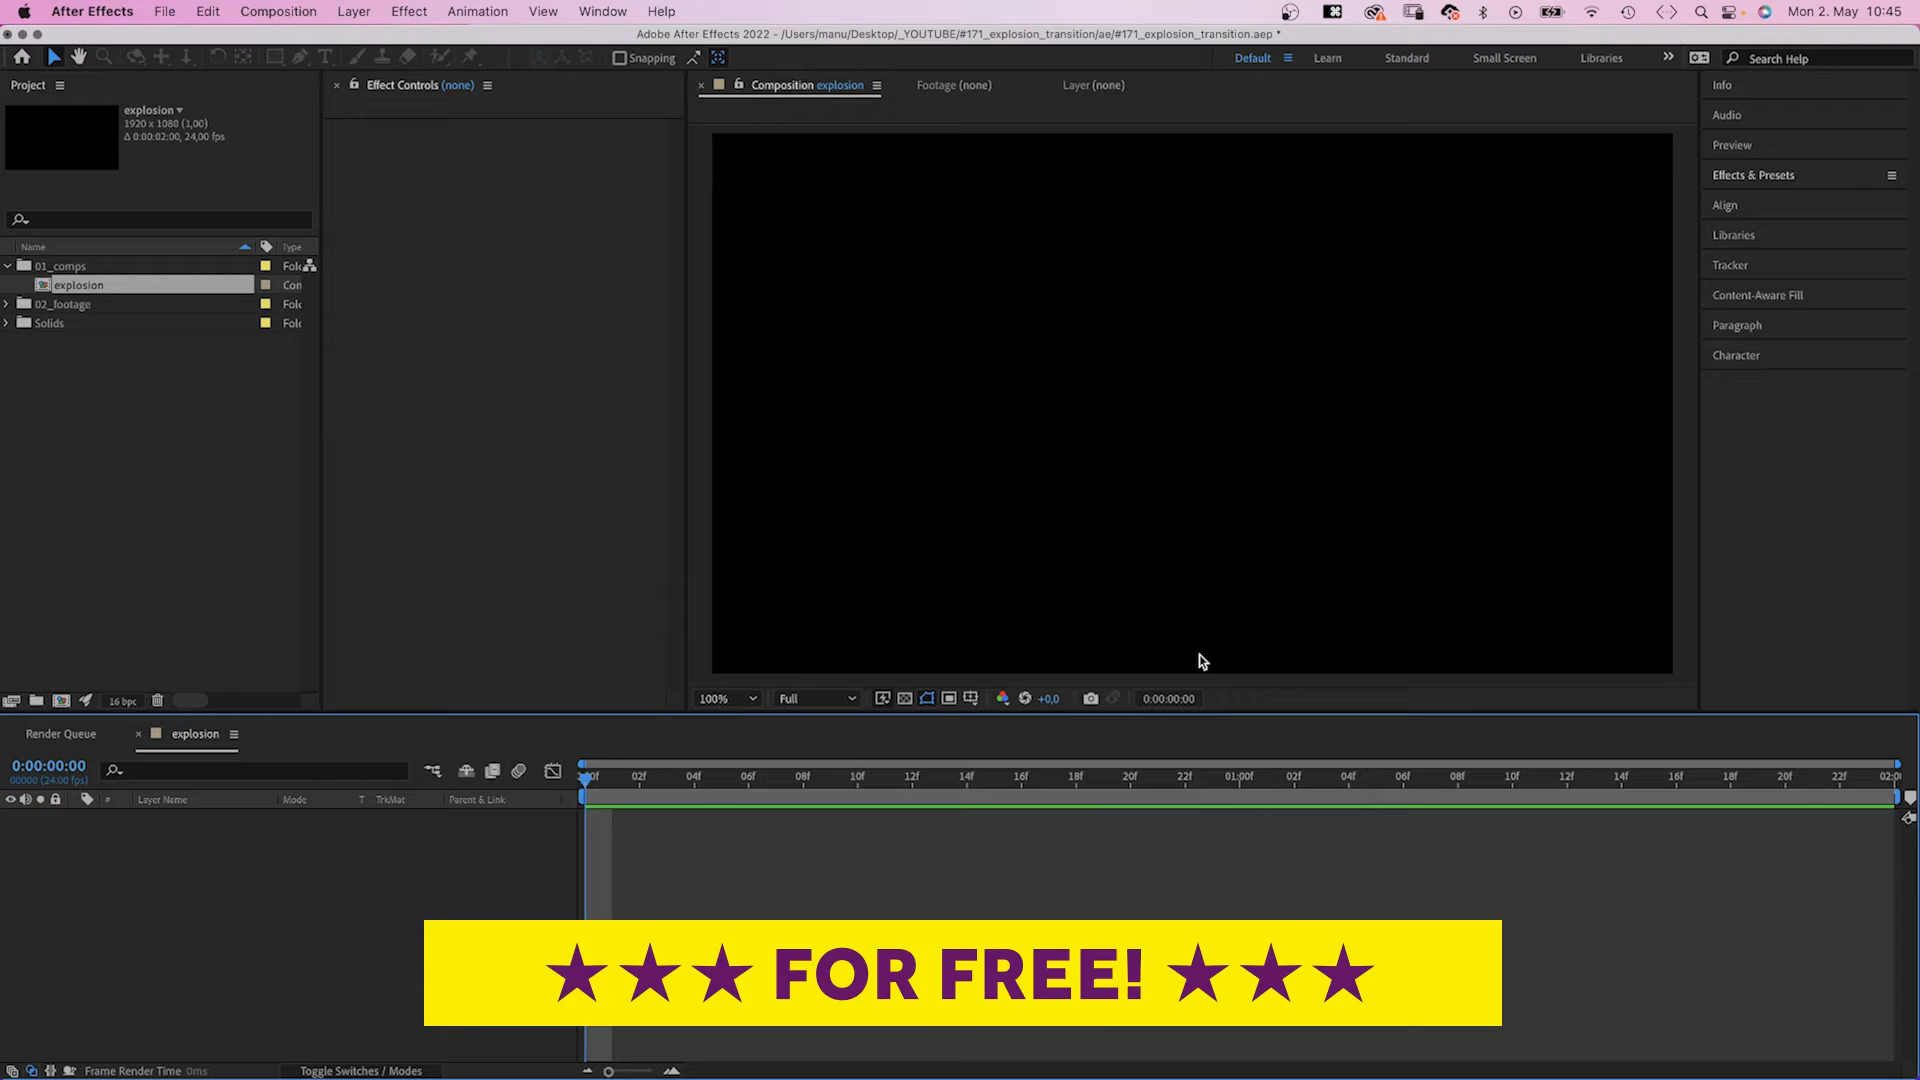 After Effects File Edit Composition Layer Effect Animation View Window Help Mon 2. May 10:45
Adobe After Effects 2022 - /Users/manu/Desktop/_YOUTUBE/#171_explosion_transition/ae/#171_explosion_transition.aep *
Snapping Default Learn Standard Small Screen Libraries Search Help
Project Effect Controls (none) Composition explosion Footage (none) Layer (none) Info
explosion
1920 x 1080 (1,00)
Δ 0:00:02:00, 24,00 fps
Audio
Preview
Effects & Presets
Align
Libraries
Tracker
Content-Aware Fill
Paragraph
Character
Name Type
01_comps Folc
explosion Con
02_footage Folc
Solids Folc
16 bpc 100% Full +0,0 0:00:00:00
Render Queue explosion
0:00:00:00
00000 (24.00 fps)
02f 04f 06f 08f 10f 12f 14f 16f 18f 20f 22f 01:00f 02f 04f 06f 08f 10f 12f 14f 16f 18f 20f 22f
# Layer Name Mode T TrkMat Parent & Link
★★★ FOR FREE! ★★★
Frame Render Time 0ms Toggle Switches / Modes